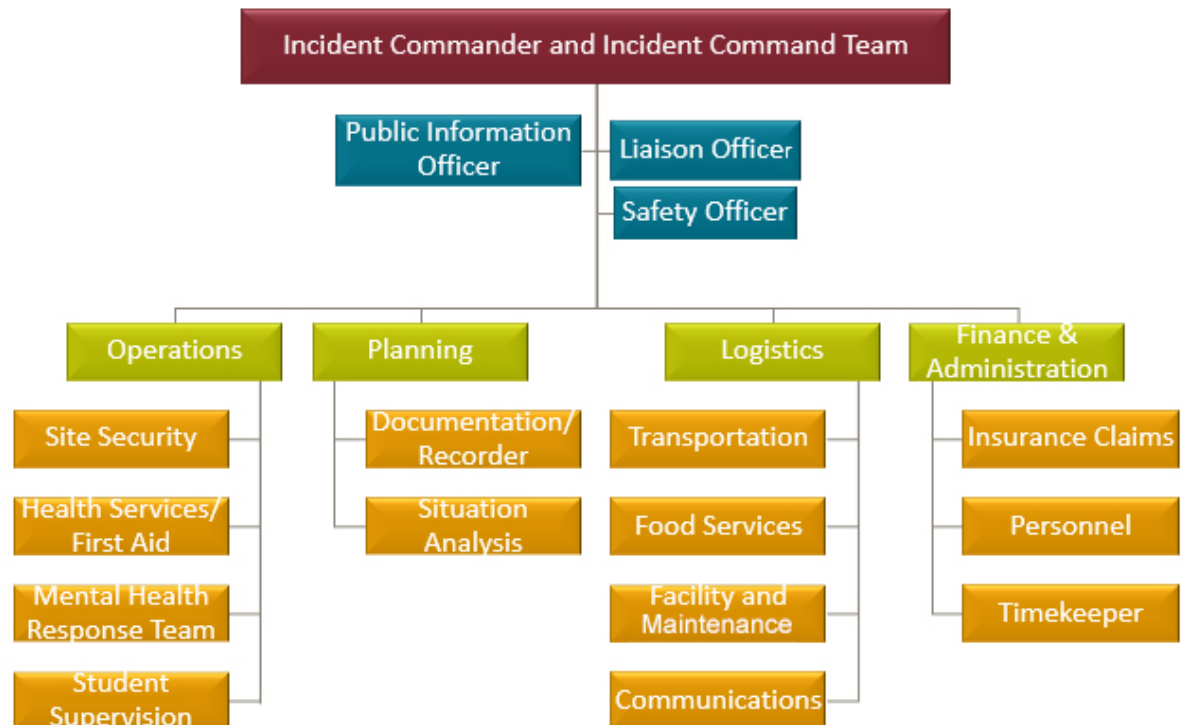 Incident Commander and Incident Command Team
Public Information
Officer
Liaison Officer
Safety Officer
Operations
Planning
Logistics
Finance &
Administration
Site Security
Health Services/
First Aid
Mental Health
Response Team
Student
Supervision
Documentation/
Recorder
Situation
Analysis
Transportation
Food Services
Facility and
Maintenance
Communications
Insurance Claims
Personnel
Timekeeper